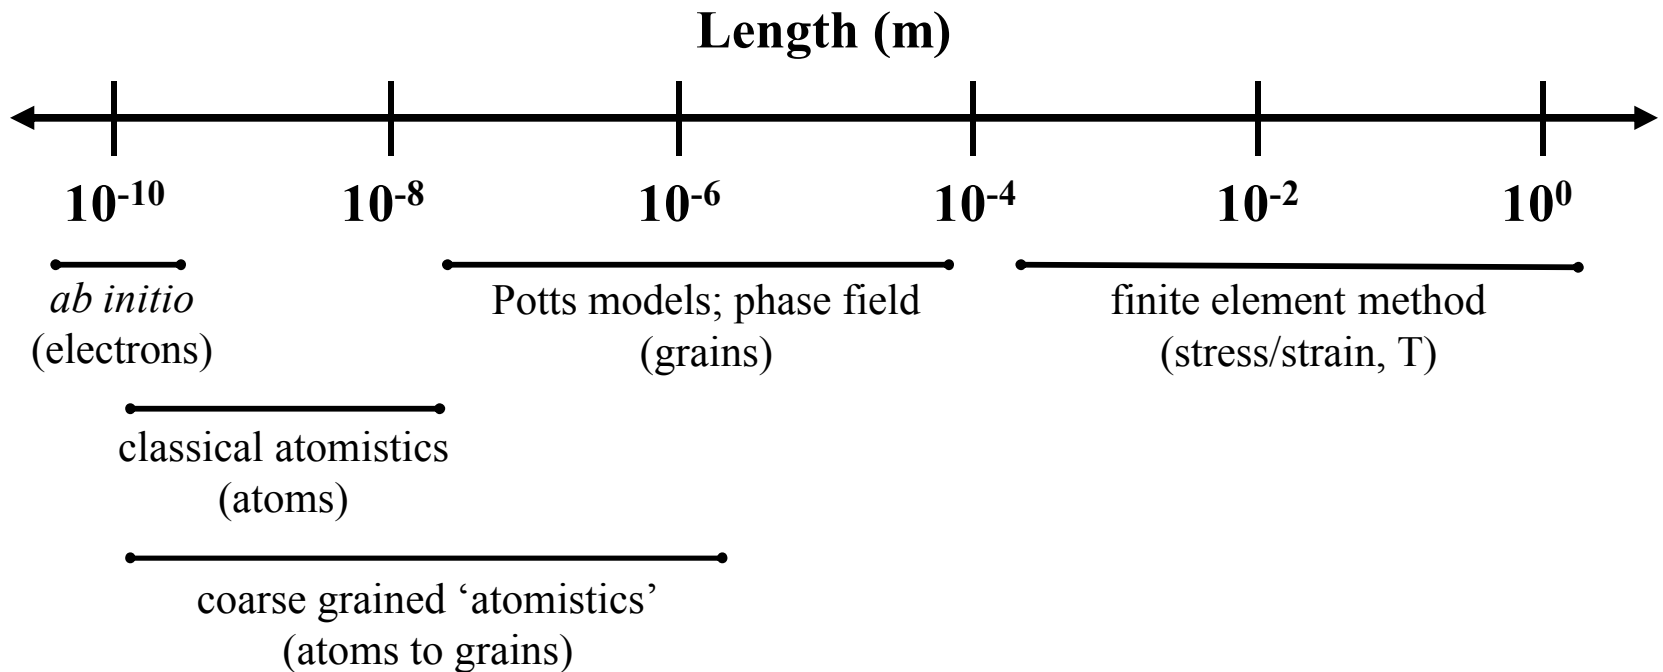 Length (m)
10⁻¹⁰ 10⁻⁸ 10⁻⁶ 10⁻⁴ 10⁻² 10⁰
ab initio
(electrons)
Potts models; phase field
(grains)
finite element method
(stress/strain, T)
classical atomistics
(atoms)
coarse grained ‘atomistics’
(atoms to grains)